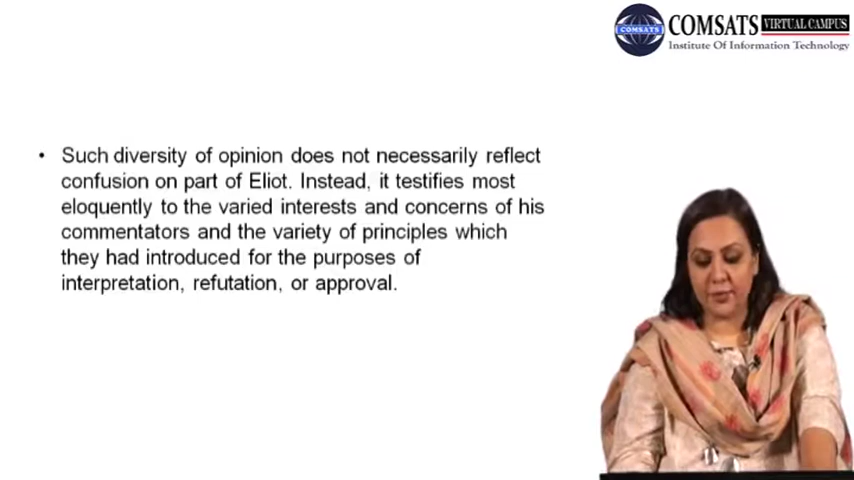 COMSATS
COMSATS VIRTUAL CAMPUS
Institute Of Information Technology
• Such diversity of opinion does not necessarily reflect
confusion on part of Eliot. Instead, it testifies most
eloquently to the varied interests and concerns of his
commentators and the variety of principles which
they had introduced for the purposes of
interpretation, refutation, or approval.